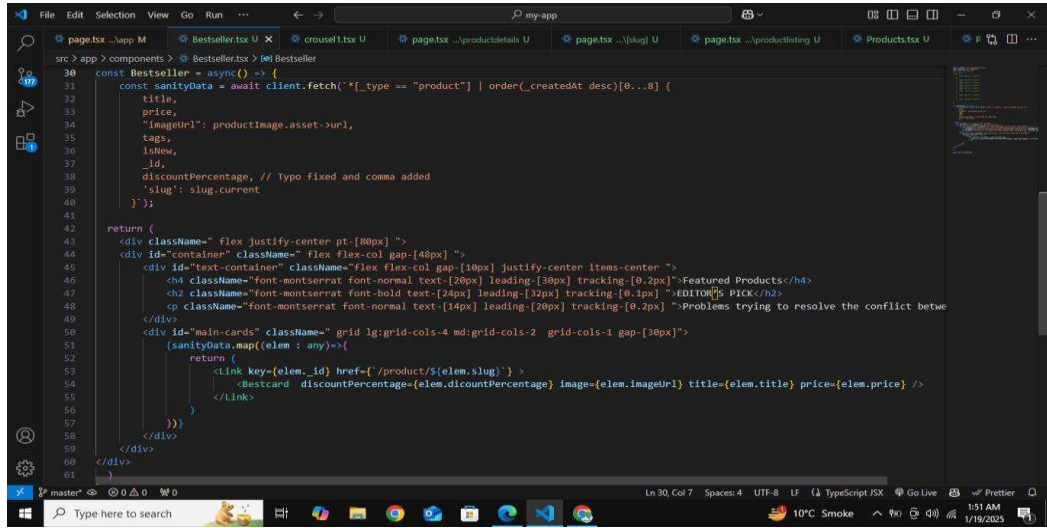 File Edit Selection View Go Run ··· ← → my-app
page.tsx ...\app M Bestseller.tsx U × crousel1.tsx U page.tsx ...\productdetails U page.tsx ...\[slug] U page.tsx ...\productlisting U Products.tsx U
src > app > components > Bestseller.tsx > Bestseller
30 const Bestseller = async() => {
31 const sanityData = await client.fetch(`*[_type == "product"] | order(_createdAt desc)[0...8] {
32 title,
33 price,
34 "imageUrl": productImage.asset->url,
35 tags,
36 isNew,
37 _id,
38 discountPercentage, // Typo fixed and comma added
39 'slug': slug.current
40 }`);
41
42 return (
43 <div className=" flex justify-center pt-[80px] ">
44 <div id="container" className=" flex flex-col gap-[48px] ">
45 <div id="text-container" className="flex flex-col gap-[10px] justify-center items-center ">
46 <h4 className="font-montserrat font-normal text-[20px] leading-[30px] tracking-[0.2px]">Featured Products</h4>
47 <h2 className="font-montserrat font-bold text-[24px] leading-[32px] tracking-[0.1px] ">EDITOR'S PICK</h2>
48 <p className="font-montserrat font-normal text-[14px] leading-[20px] tracking-[0.2px] ">Problems trying to resolve the conflict betwe
49 </div>
50 <div id="main-cards" className=" grid lg:grid-cols-4 md:grid-cols-2 grid-cols-1 gap-[30px]">
51 {sanityData.map((elem : any)=>{
52 return (
53 <Link key={elem._id} href={`/product/${elem.slug}`} >
54 <Bestcard discountPercentage={elem.dicountPercentage} image={elem.imageUrl} title={elem.title} price={elem.price} />
55 </Link>
56 )
57 })}
58 </div>
59 </div>
60 </div>
61 )
177
1
master* 0 0 0 Ln 30, Col 7 Spaces: 4 UTF-8 LF TypeScript JSX Go Live Prettier
Type here to search 10°C Smoke 1:51 AM
1/19/2025